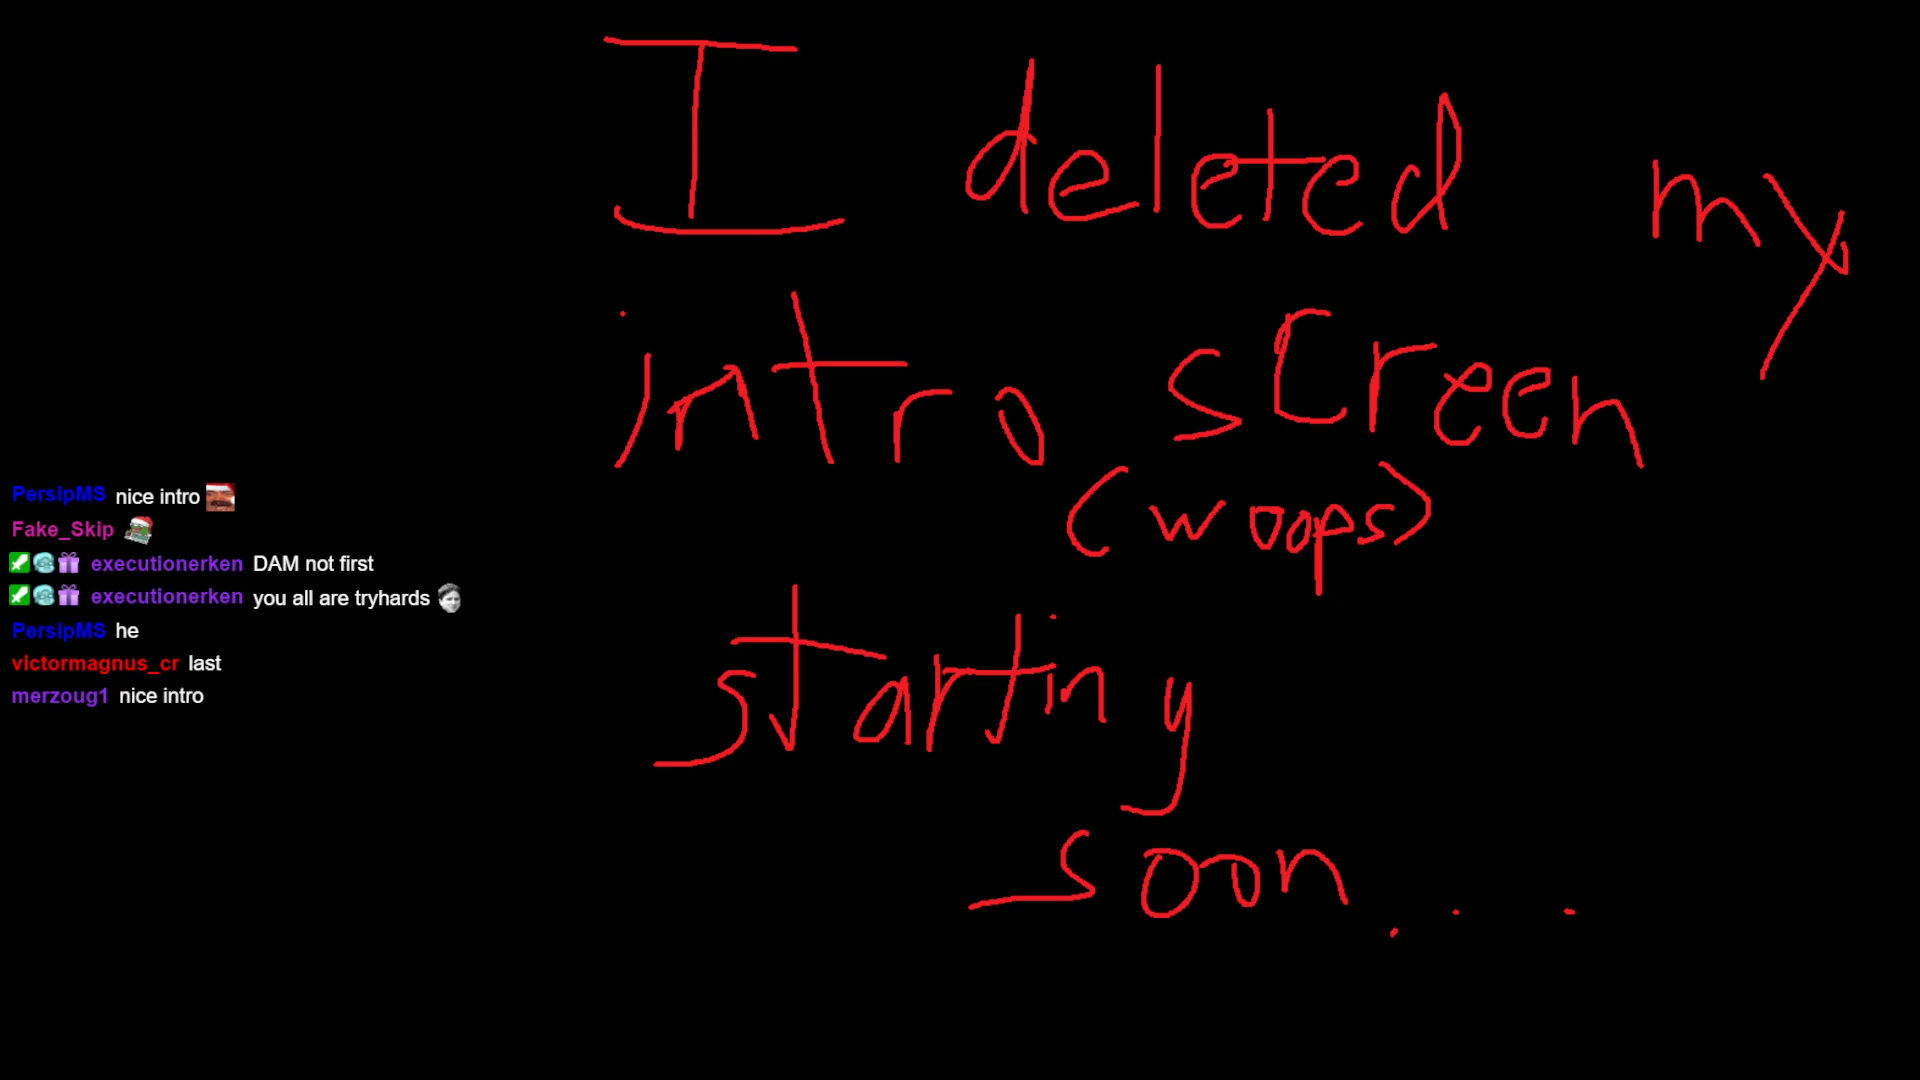 I deleted my
intro screen
(woops)
starting
soon...
PersipMS nice intro
Fake_Skip
executionerken DAM not first
executionerken you all are tryhards
PersipMS he
victormagnus_cr last
merzoug1 nice intro